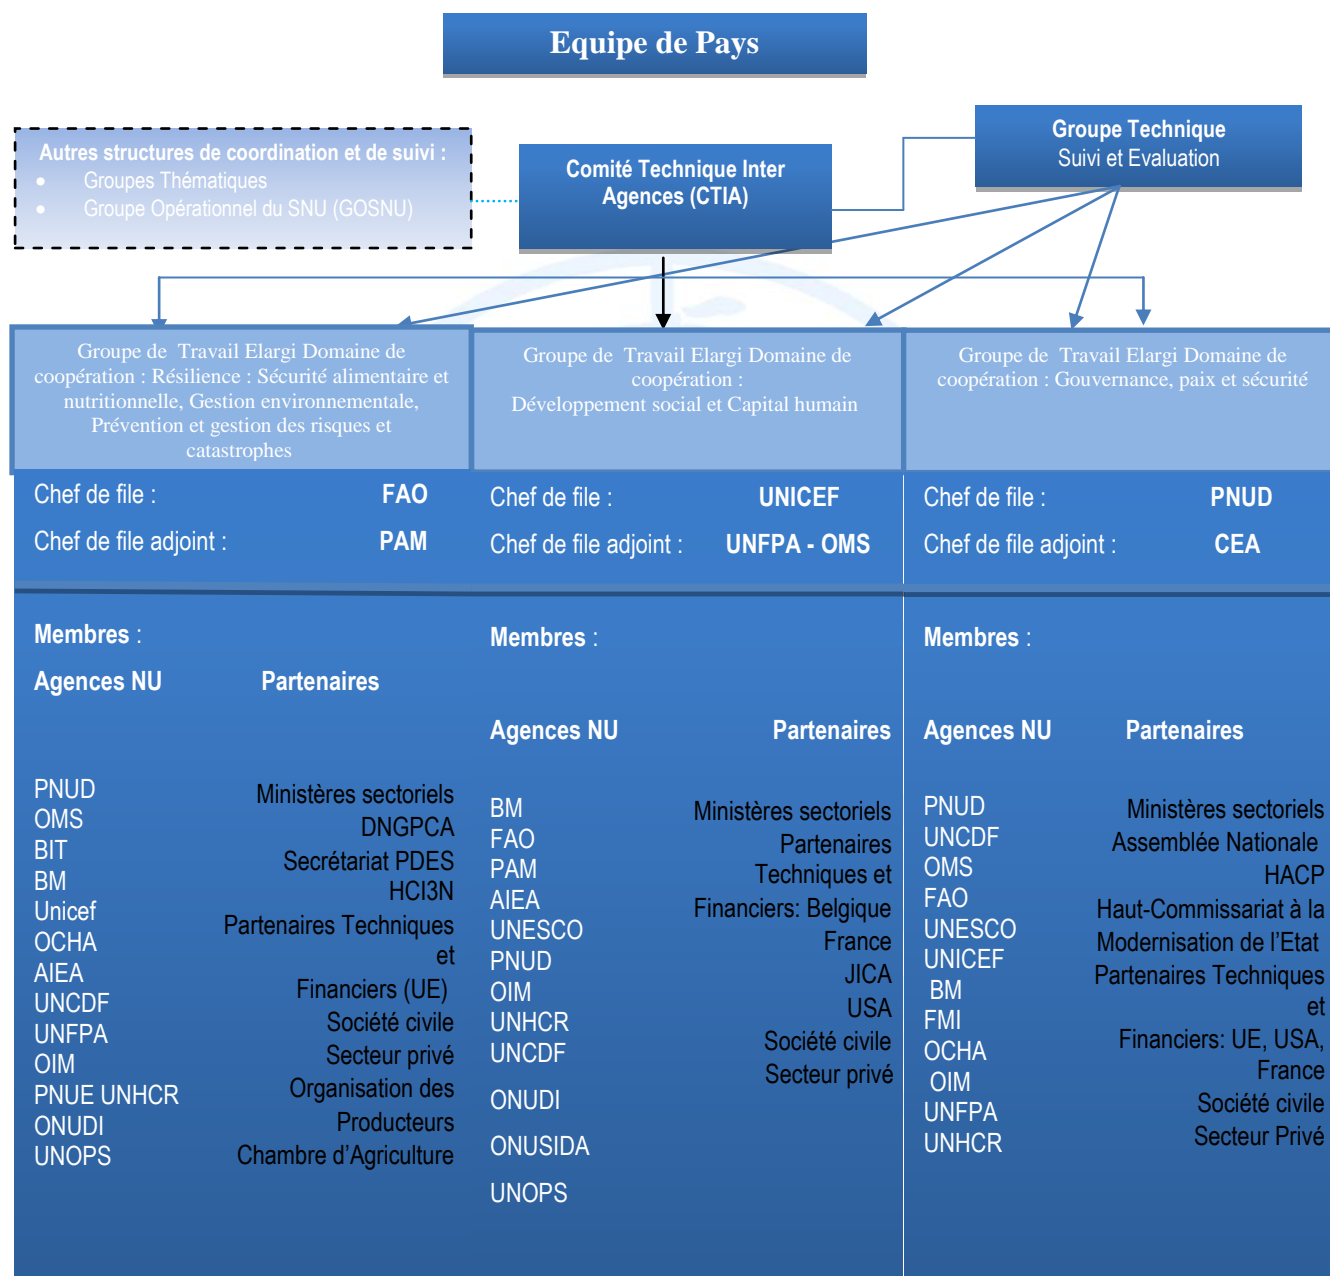 Equipe de Pays
Autres structures de coordination et de suivi :
• Groupes Thématiques
• Groupe Opérationnel du SNU (GOSNU)
Comité Technique Inter
Agences (CTIA)
Groupe Technique
Suivi et Evaluation
Groupe de Travail Elargi Domaine de
coopération : Résilience : Sécurité alimentaire et
nutritionnelle, Gestion environnementale,
Prévention et gestion des risques et
catastrophes
Chef de file : FAO
Chef de file adjoint : PAM
Membres :
Agences NU Partenaires
PNUD
OMS
BIT
BM
Unicef
OCHA
AIEA
UNCDF
UNFPA
OIM
PNUE UNHCR
ONUDI
UNOPS
Ministères sectoriels
DNGPCA
Secrétariat PDES
HCI3N
Partenaires Techniques
et
Financiers (UE)
Société civile
Secteur privé
Organisation des
Producteurs
Chambre d’Agriculture
Groupe de Travail Elargi Domaine de
coopération :
Développement social et Capital humain
Chef de file : UNICEF
Chef de file adjoint : UNFPA - OMS
Membres :
Agences NU Partenaires
BM
FAO
PAM
AIEA
UNESCO
PNUD
OIM
UNHCR
UNCDF
ONUDI
ONUSIDA
UNOPS
Ministères sectoriels
Partenaires
Techniques et
Financiers: Belgique
France
JICA
USA
Société civile
Secteur privé
Groupe de Travail Elargi Domaine de
coopération : Gouvernance, paix et sécurité
Chef de file : PNUD
Chef de file adjoint : CEA
Membres :
Agences NU Partenaires
PNUD
UNCDF
OMS
FAO
UNESCO
UNICEF
BM
FMI
OCHA
OIM
UNFPA
UNHCR
Ministères sectoriels
Assemblée Nationale
HACP
Haut-Commissariat à la
Modernisation de l’Etat
Partenaires Techniques
et
Financiers: UE, USA,
France
Société civile
Secteur Privé